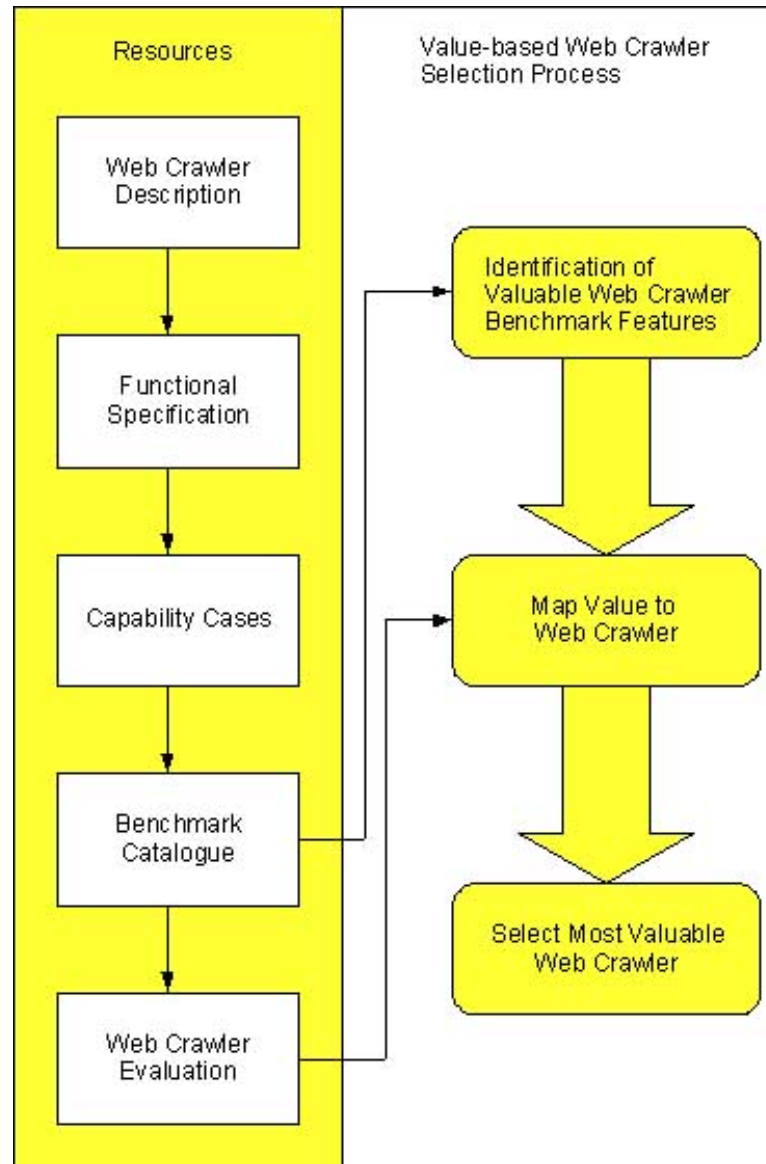 Resources
Web Crawler
Description
Functional
Specification
Capability Cases
Benchmark
Catalogue
Web Crawler
Evaluation
Value-based Web Crawler
Selection Process
Identification of
Valuable Web Crawler
Benchmark Features
Map Value to
Web Crawler
Select Most Valuable
Web Crawler